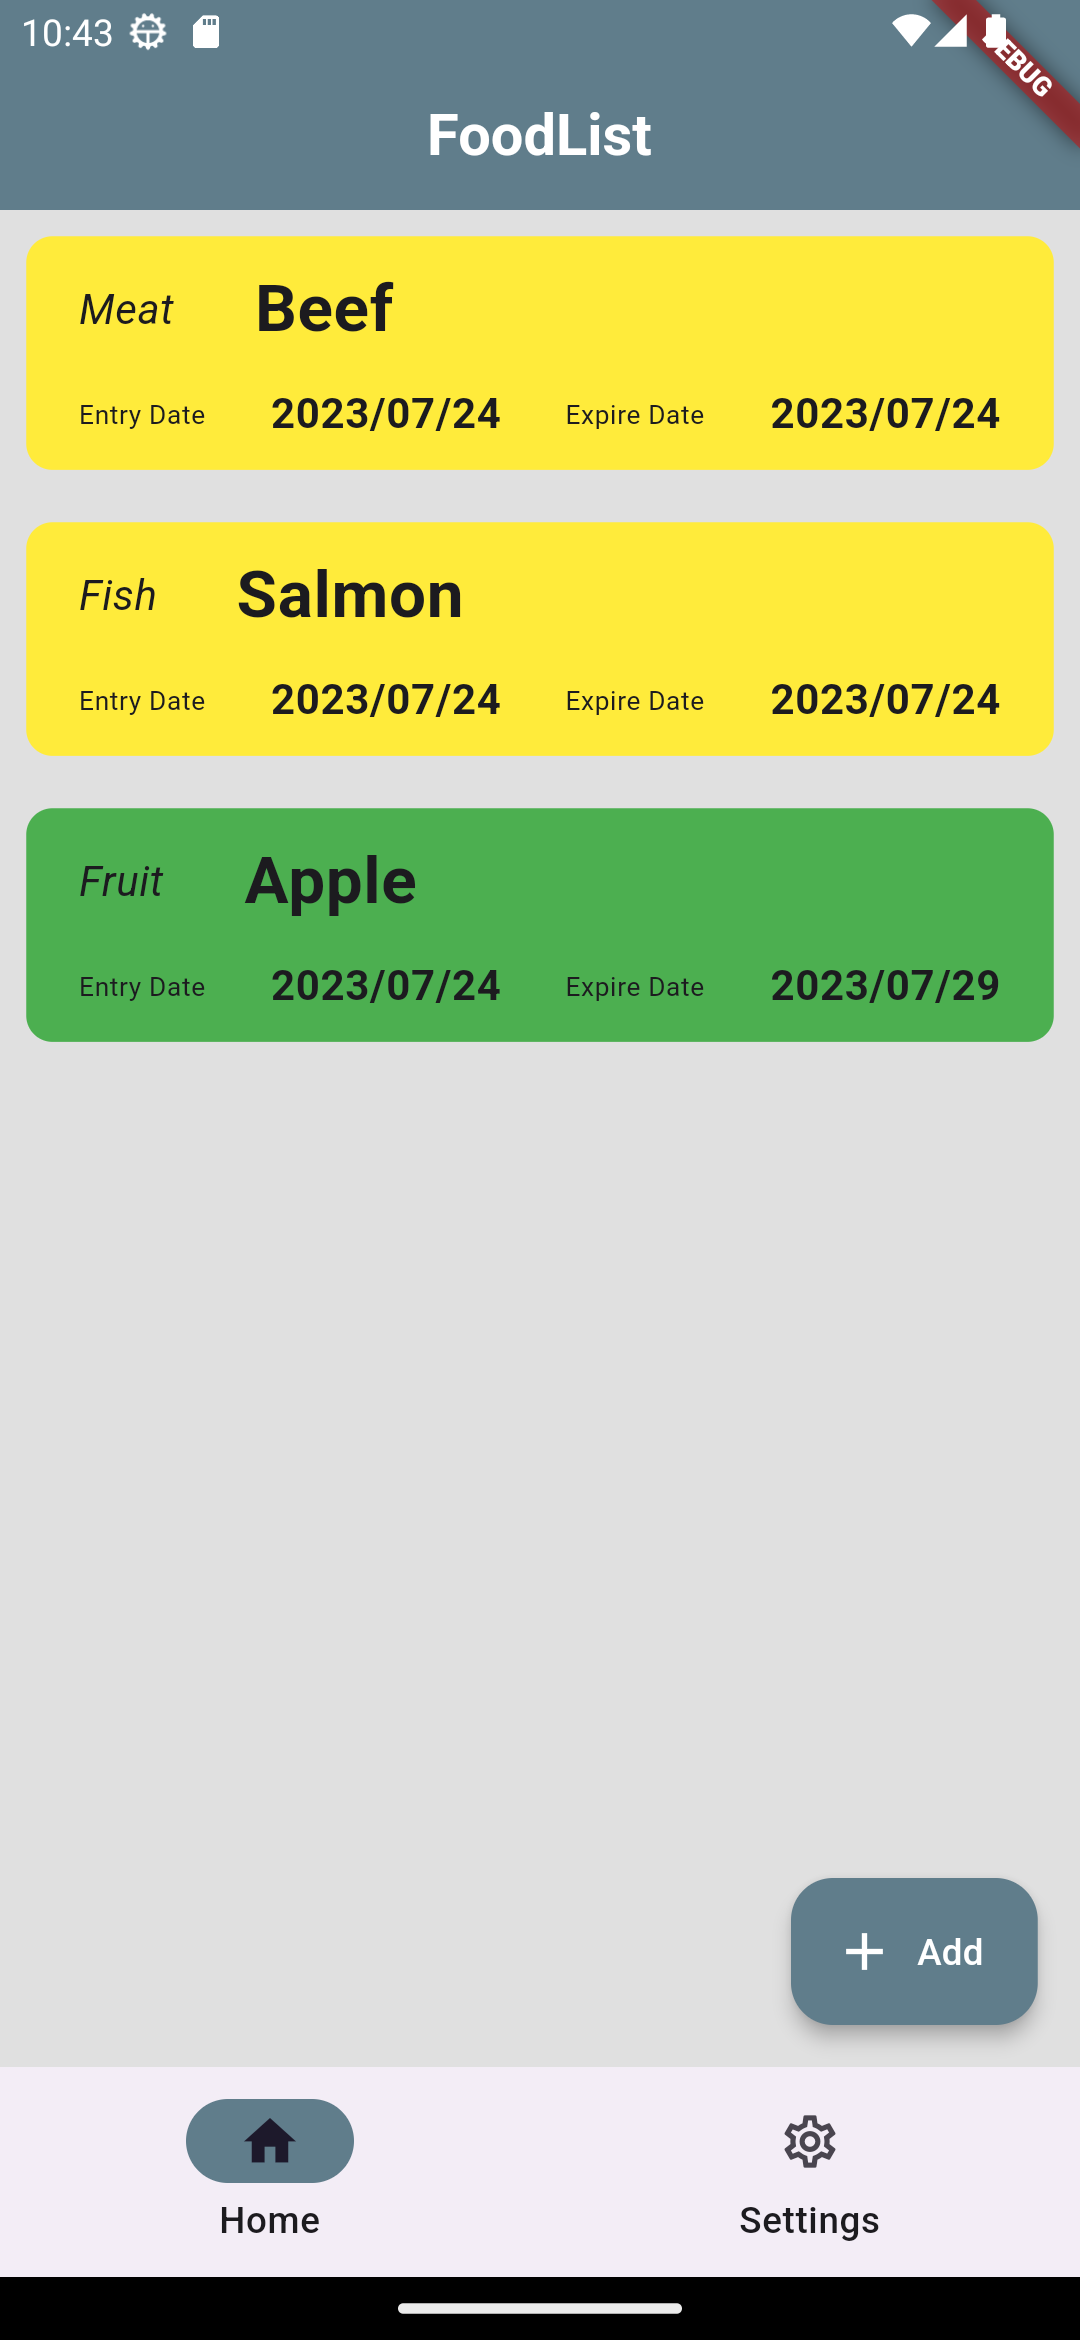 10:43
DEBUG
FoodList
Meat Beef
Entry Date 2023/07/24 Expire Date 2023/07/24
Fish Salmon
Entry Date 2023/07/24 Expire Date 2023/07/24
Fruit Apple
Entry Date 2023/07/24 Expire Date 2023/07/29
Add
Home Settings